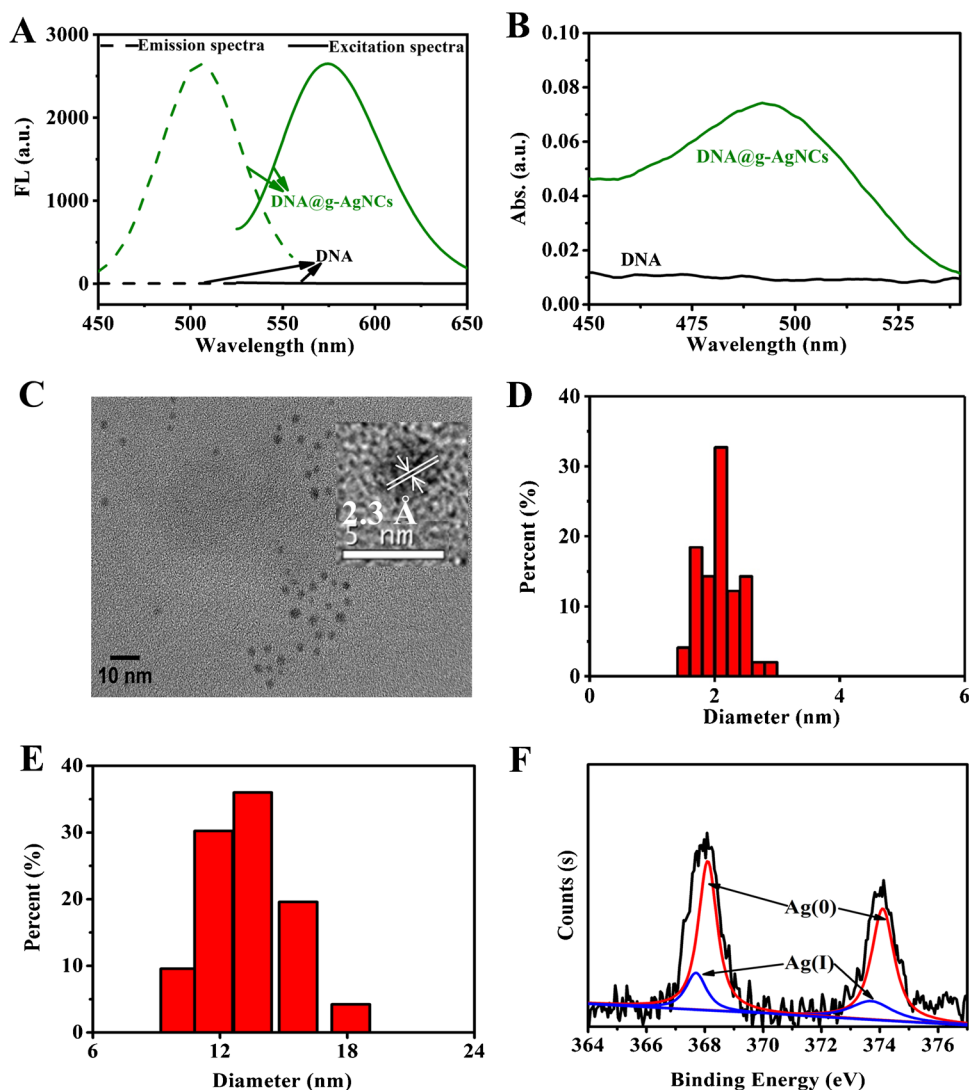 A
3000
2000
1000
0
FL (a.u.)
Emission spectra
Excitation spectra
DNA@g-AgNCs
DNA
450 500 550 600 650
Wavelength (nm)
B
0.10
0.08
0.06
0.04
0.02
0.00
Abs. (a.u.)
DNA@g-AgNCs
DNA
450 475 500 525
Wavelength (nm)
C
2.3 Å
5 nm
10 nm
D
40
30
20
10
0
Percent (%)
0 2 4 6
Diameter (nm)
E
40
30
20
10
0
Percent (%)
6 12 18 24
Diameter (nm)
F
Counts (s)
Ag(0)
Ag(I)
364 366 368 370 372 374 376
Binding Energy (eV)